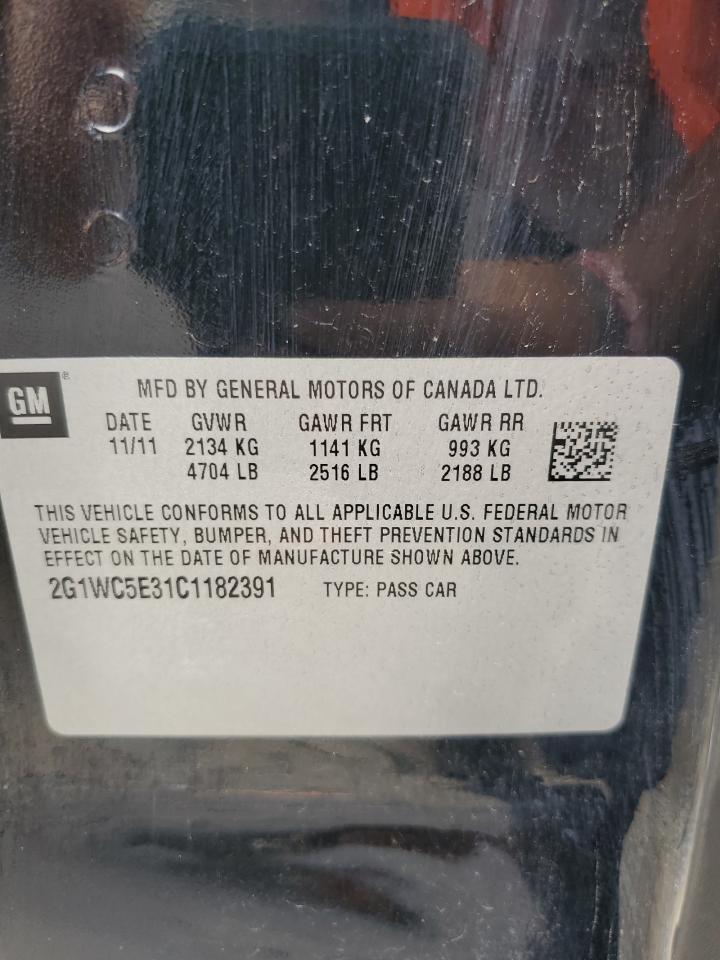 GM®
MFD BY GENERAL MOTORS OF CANADA LTD.
DATE GVWR GAWR FRT GAWR RR
11/11 2134 KG 1141 KG 993 KG
4704 LB 2516 LB 2188 LB
THIS VEHICLE CONFORMS TO ALL APPLICABLE U.S. FEDERAL MOTOR
VEHICLE SAFETY, BUMPER, AND THEFT PREVENTION STANDARDS IN
EFFECT ON THE DATE OF MANUFACTURE SHOWN ABOVE.
2G1WC5E31C1182391 TYPE: PASS CAR